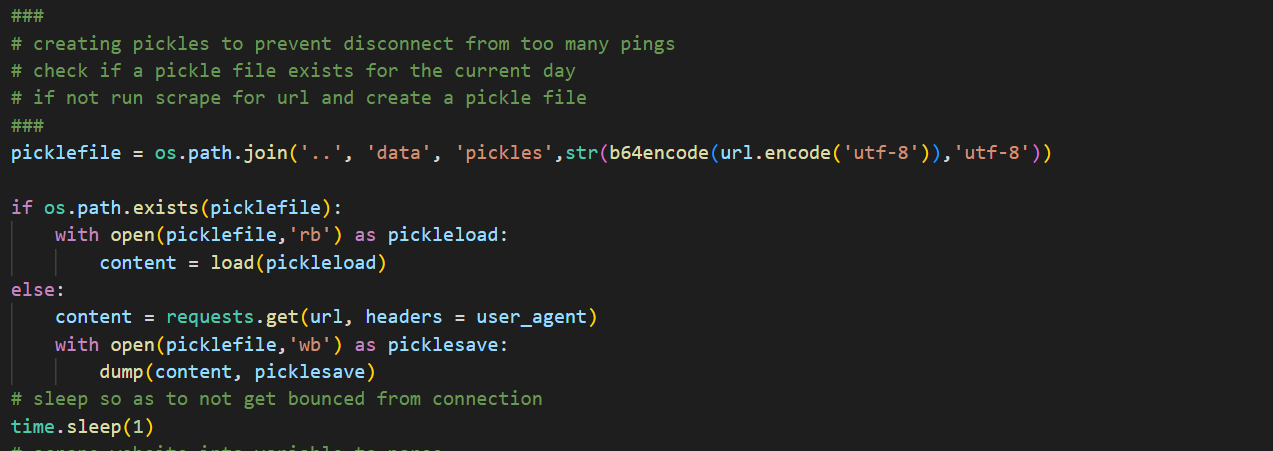 ###
# creating pickles to prevent disconnect from too many pings
# check if a pickle file exists for the current day
# if not run scrape for url and create a pickle file
###
picklefile = os.path.join('..', 'data', 'pickles',str(b64encode(url.encode('utf-8')),'utf-8'))
if os.path.exists(picklefile):
    with open(picklefile,'rb') as pickleload:
        content = load(pickleload)
else:
    content = requests.get(url, headers = user_agent)
    with open(picklefile,'wb') as picklesave:
        dump(content, picklesave)
# sleep so as to not get bounced from connection
time.sleep(1)